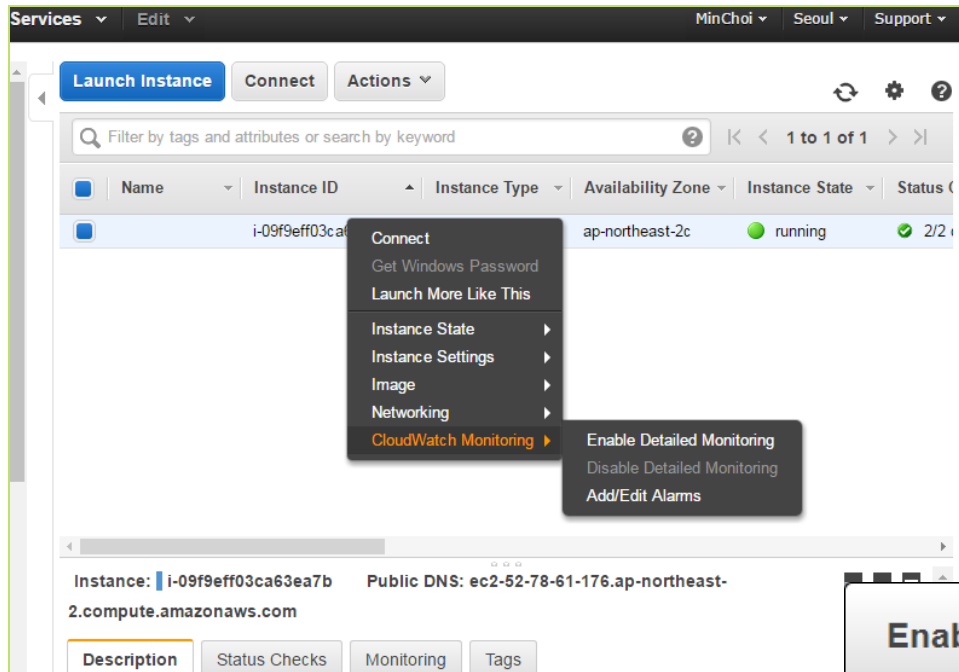 Services Edit MinChoi Seoul Support
Launch Instance Connect Actions
Filter by tags and attributes or search by keyword 1 to 1 of 1
Name Instance ID Instance Type Availability Zone Instance State Status
i-09f9eff03ca ap-northeast-2c running 2/2
Connect
Get Windows Password
Launch More Like This
Instance State
Instance Settings
Image
Networking
CloudWatch Monitoring
Enable Detailed Monitoring
Disable Detailed Monitoring
Add/Edit Alarms
Instance: i-09f9eff03ca63ea7b Public DNS: ec2-52-78-61-176.ap-northeast-
2.compute.amazonaws.com
Enab
Description Status Checks Monitoring Tags